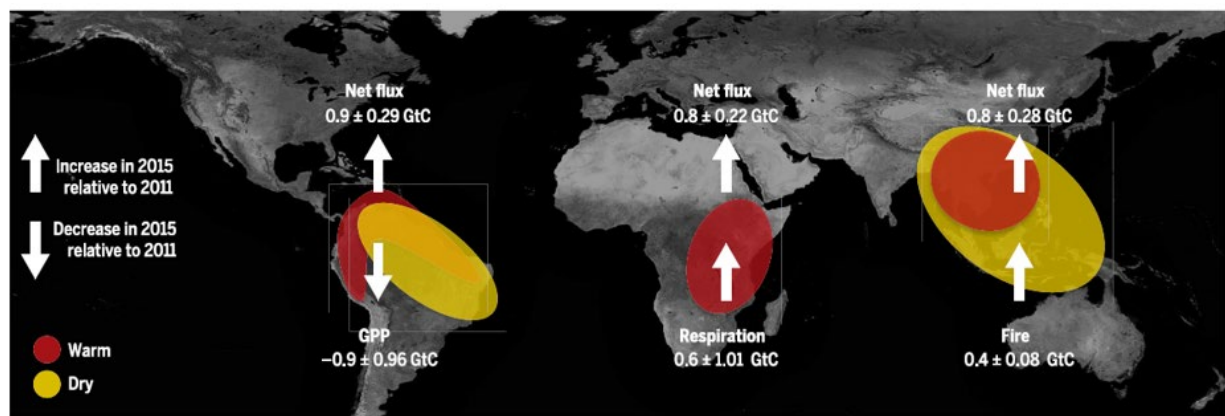 Net flux
0.9 ± 0.29 GtC
Net flux
0.8 ± 0.22 GtC
Net flux
0.8 ± 0.28 GtC
Increase in 2015
relative to 2011
Decrease in 2015
relative to 2011
GPP
−0.9 ± 0.96 GtC
Respiration
0.6 ± 1.01 GtC
Fire
0.4 ± 0.08 GtC
Warm
Dry